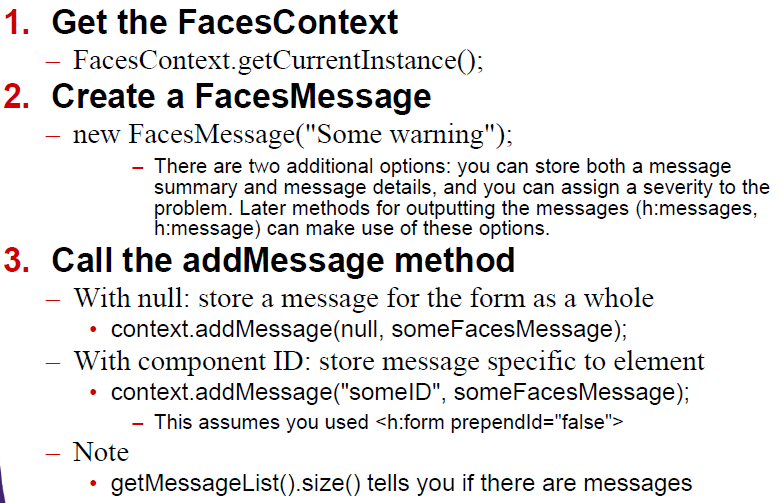 1. Get the FacesContext
– FacesContext.getCurrentInstance();
2. Create a FacesMessage
– new FacesMessage("Some warning");
– There are two additional options: you can store both a message
summary and message details, and you can assign a severity to the
problem. Later methods for outputting the messages (h:messages,
h:message) can make use of these options.
3. Call the addMessage method
– With null: store a message for the form as a whole
• context.addMessage(null, someFacesMessage);
– With component ID: store message specific to element
• context.addMessage("someID", someFacesMessage);
– This assumes you used <h:form prependId="false">
– Note
• getMessageList().size() tells you if there are messages